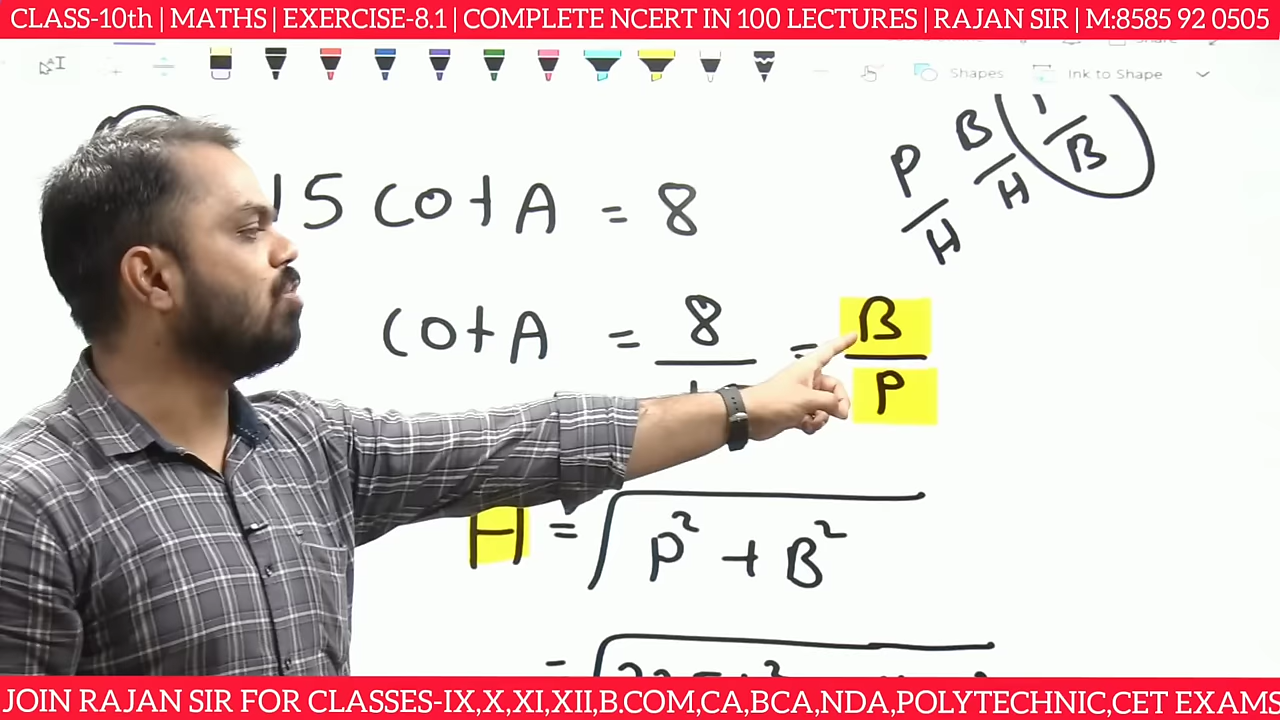 CLASS-10th | MATHS | EXERCISE-8.1 | COMPLETE NCERT IN 100 LECTURES | RAJAN SIR | M:8585 92 0505
Shapes
Ink to Shape
P/H B/H B
15 cot A = 8
cot A = 8 = B/P
H = √P² + B²
= √
JOIN RAJAN SIR FOR CLASSES-IX,X,XI,XII,B.COM,CA,BCA,NDA,POLYTECHNIC,CET EXAMS